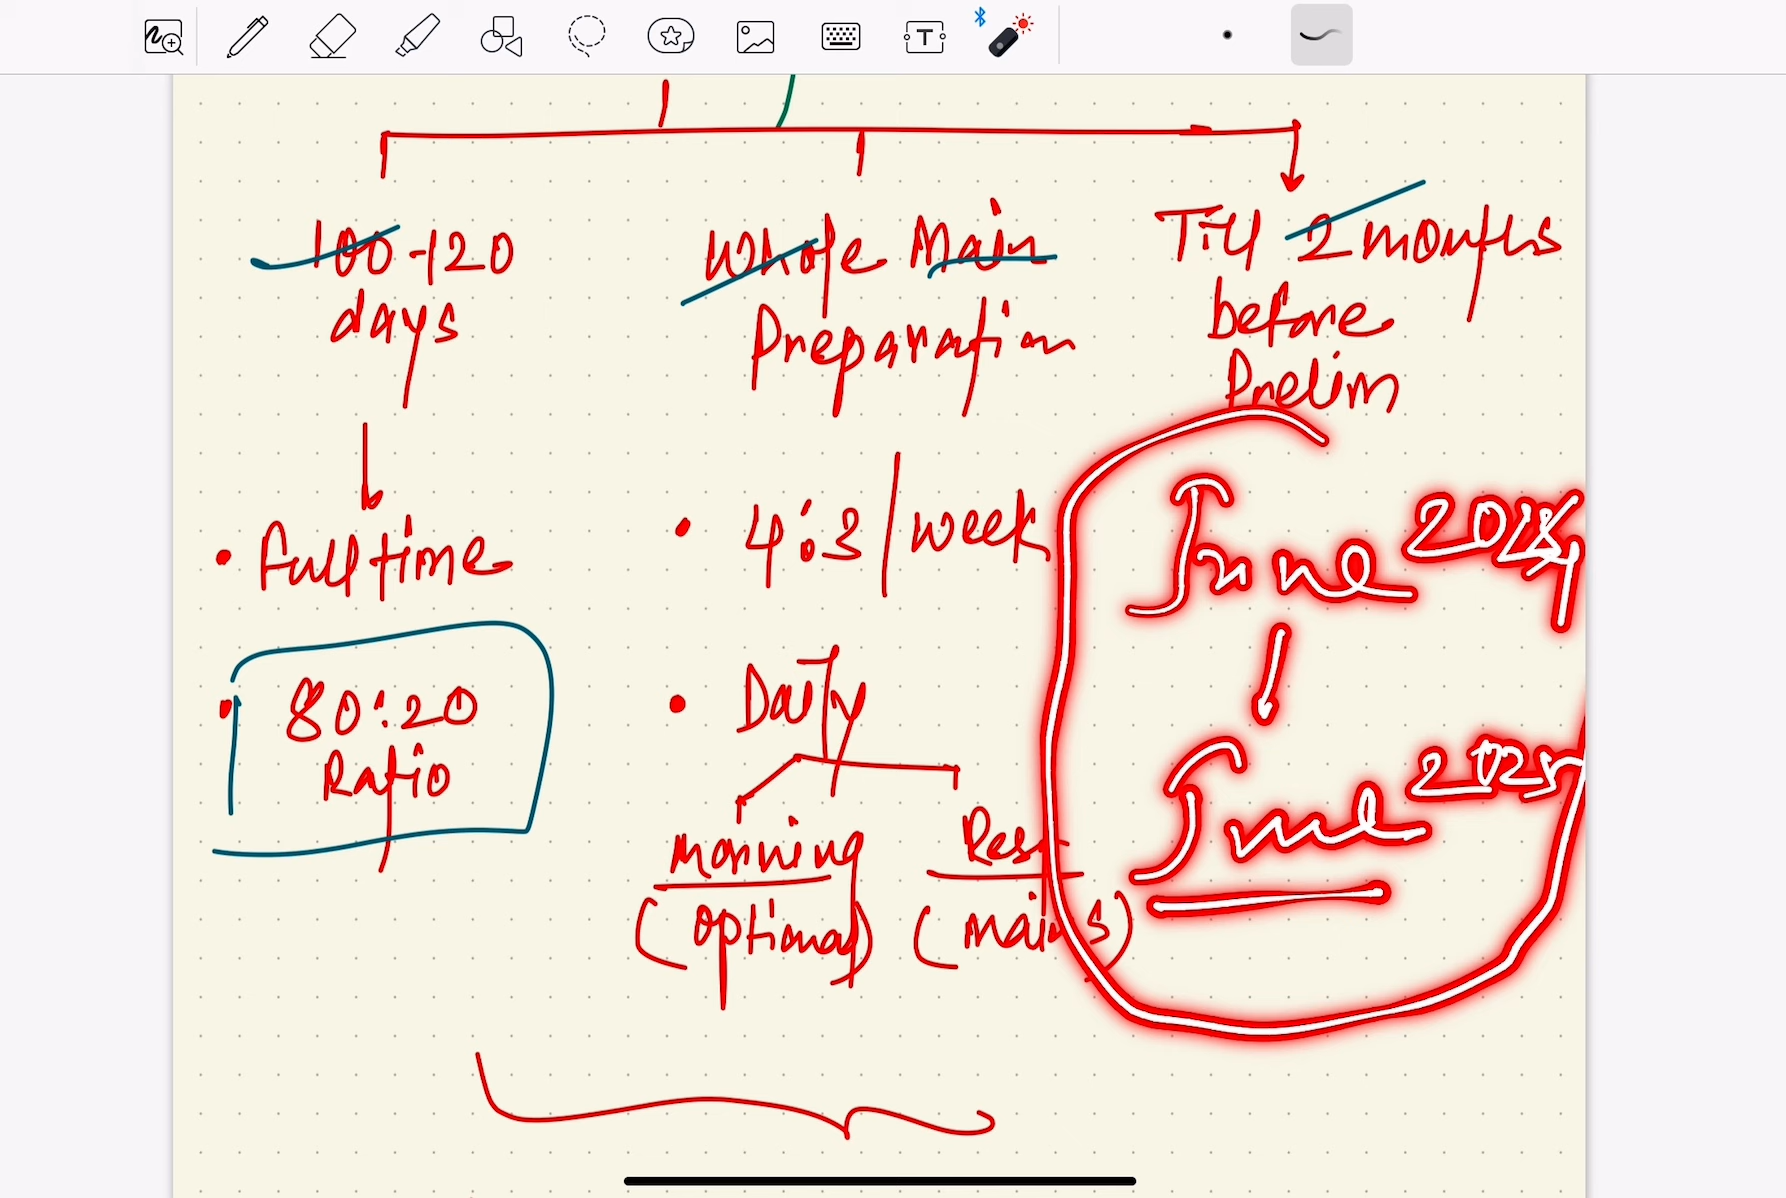 100-120
days
Full time
80:20
Ratio
Whole Main
Preparation
4:3/week
Daily
Morning
(optional)
Rest
(mains)
Till 2 months
before
Prelim
June 2024
June 2025
T